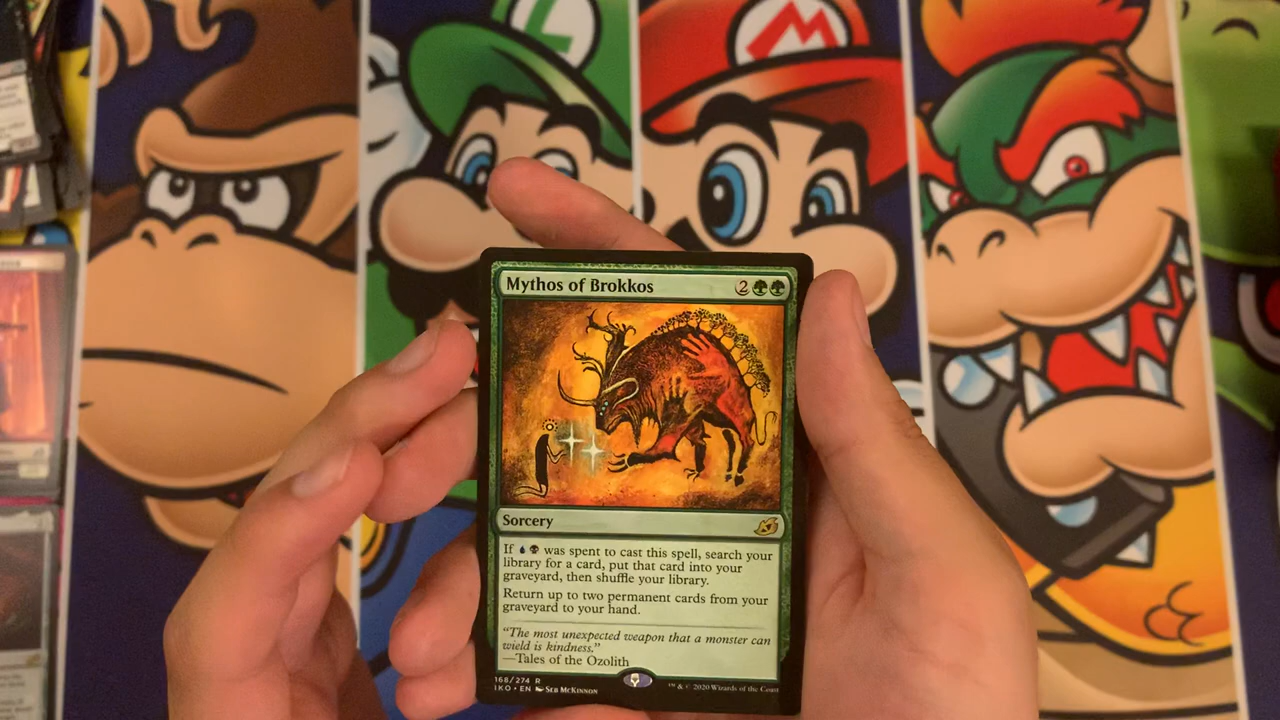 L
M
Mythos of Brokkos 2
Sorcery
If was spent to cast this spell, search your
library for a card, put that card into your
graveyard, then shuffle your library.
Return up to two permanent cards from your
graveyard to your hand.
"The most unexpected weapon that a monster can
wield is kindness."
—Tales of the Ozolith
168/274 R
IKO • EN SEB MCKINNON
™ & © 2020 Wizards of the Coast